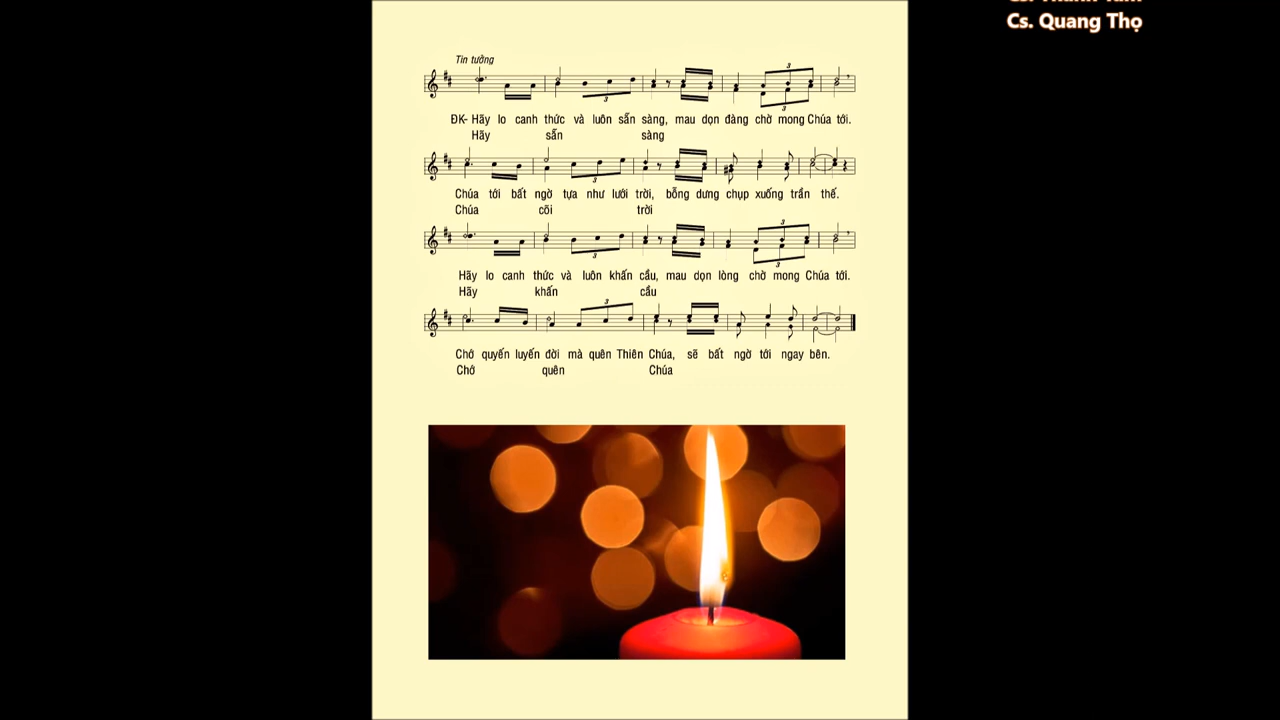 Cs. Quang Thọ
Tin tưởng
ĐK- Hãy lo canh thức và luôn sẵn sàng, mau dọn đàng chờ mong Chúa tới.
Hãy sẵn sàng
Chúa tới bất ngờ tựa như lưới trời, bỗng dưng chụp xuống trần thế.
Chúa cõi trời
Hãy lo canh thức và luôn khấn cầu, mau dọn lòng chờ mong Chúa tới.
Hãy khấn cầu
Chớ quyến luyến đời mà quên Thiên Chúa, sẽ bất ngờ tới ngay bên.
Chớ quên Chúa